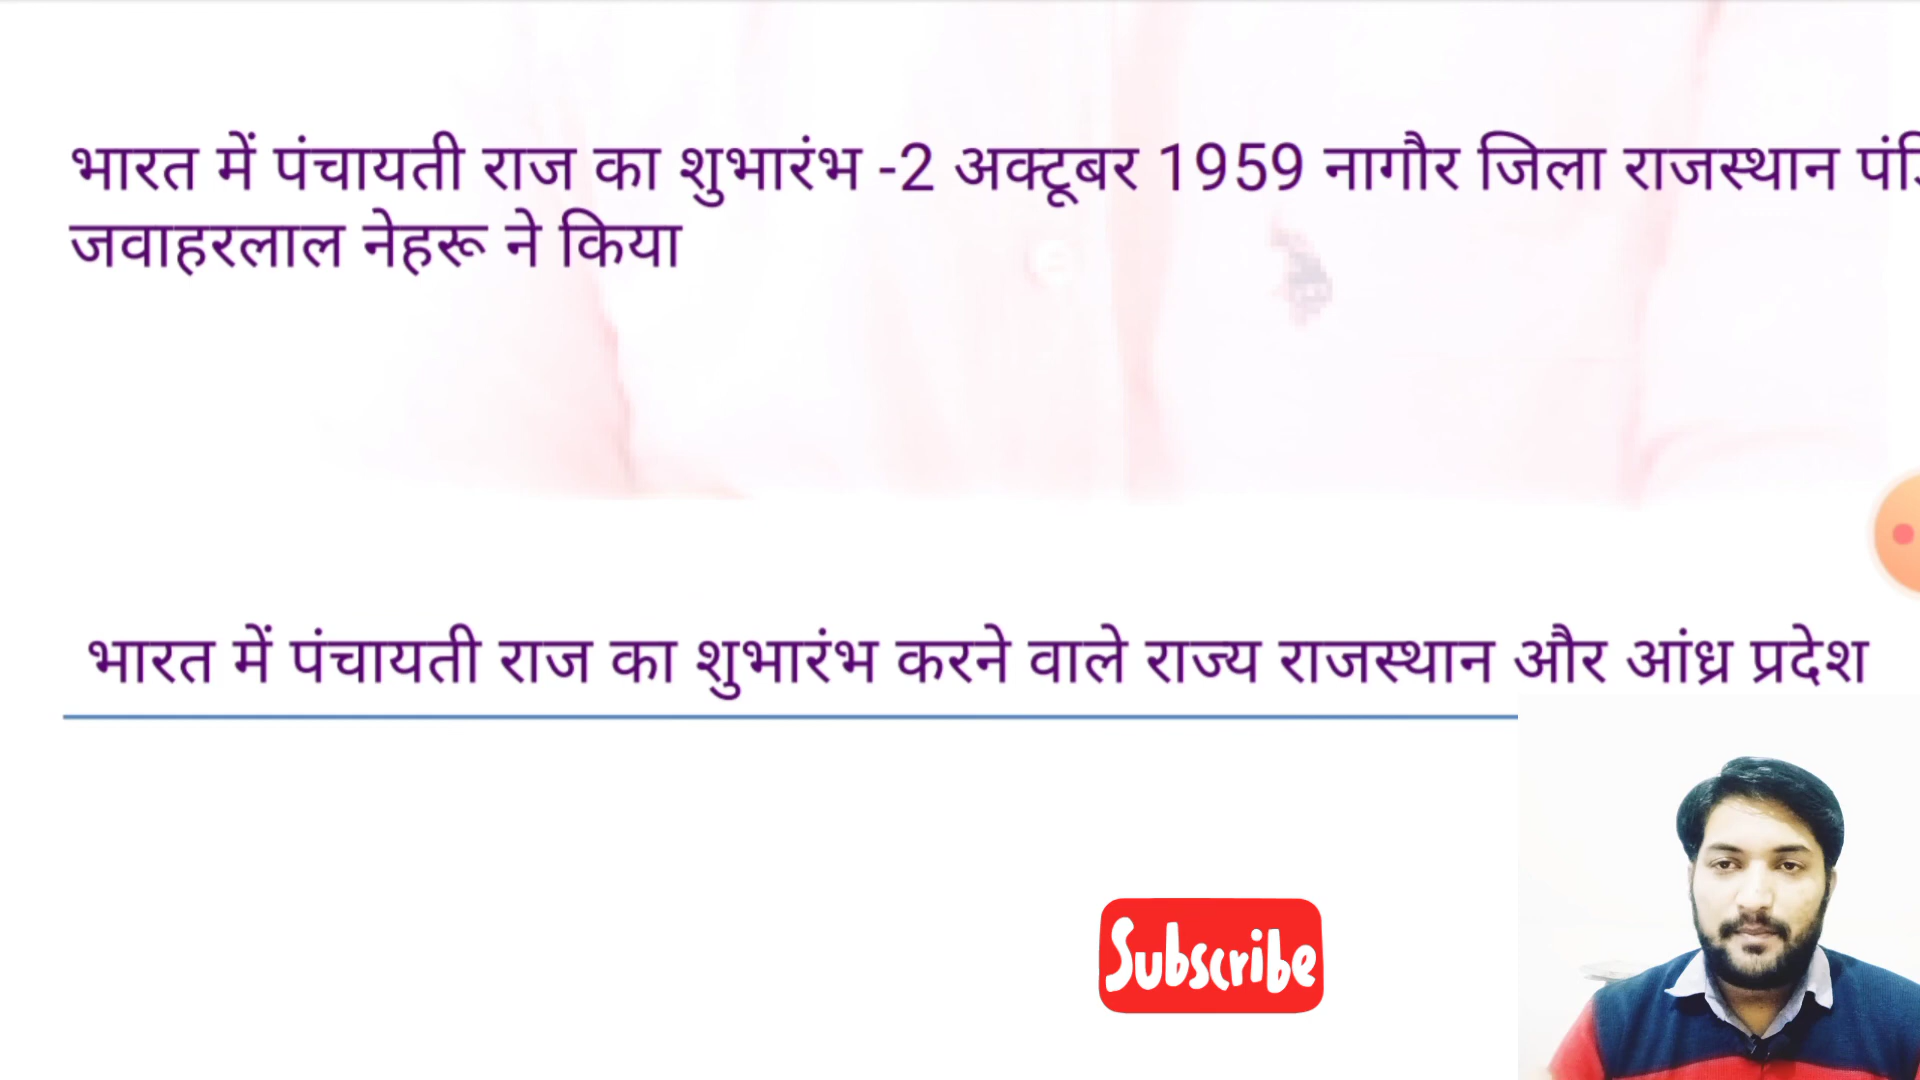 भारत में पंचायती राज का शुभारंभ -2 अक्टूबर 1959 नागौर जिला राजस्थान
जवाहरलाल नेहरू ने किया
भारत में पंचायती राज का शुभारंभ करने वाले राज्य राजस्थान और आंध्र प्रदेश
Subscribe